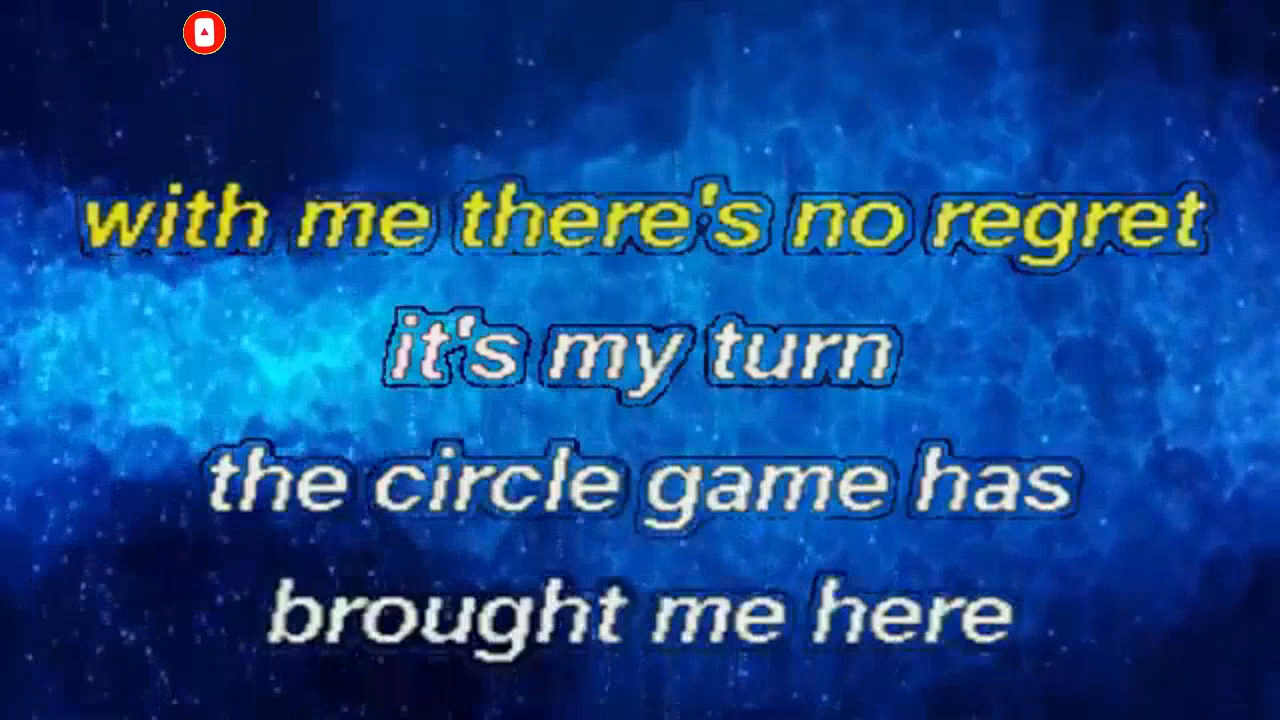 with me there's no regret
it's my turn
the circle game has
brought me here